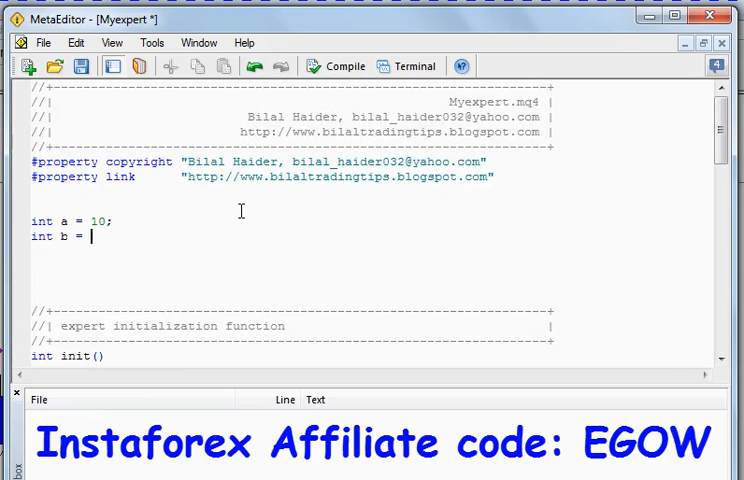 MetaEditor - [Myexpert *]
File Edit View Tools Window Help
Compile Terminal 4
//+------------------------------------------------------------------+
//| Myexpert.mq4 |
//| Bilal Haider, bilal_haider032@yahoo.com
//| http://www.bilaltradingtips.blogspot.com |
//+------------------------------------------------------------------+
#property copyright "Bilal Haider, bilal_haider032@yahoo.com"
#property link "http://www.bilaltradingtips.blogspot.com"
int a = 10;
int b =
//+------------------------------------------------------------------+
//| expert initialization function |
//+------------------------------------------------------------------+
int init()
File Line Text
Instaforex Affiliate code: EGOW
box